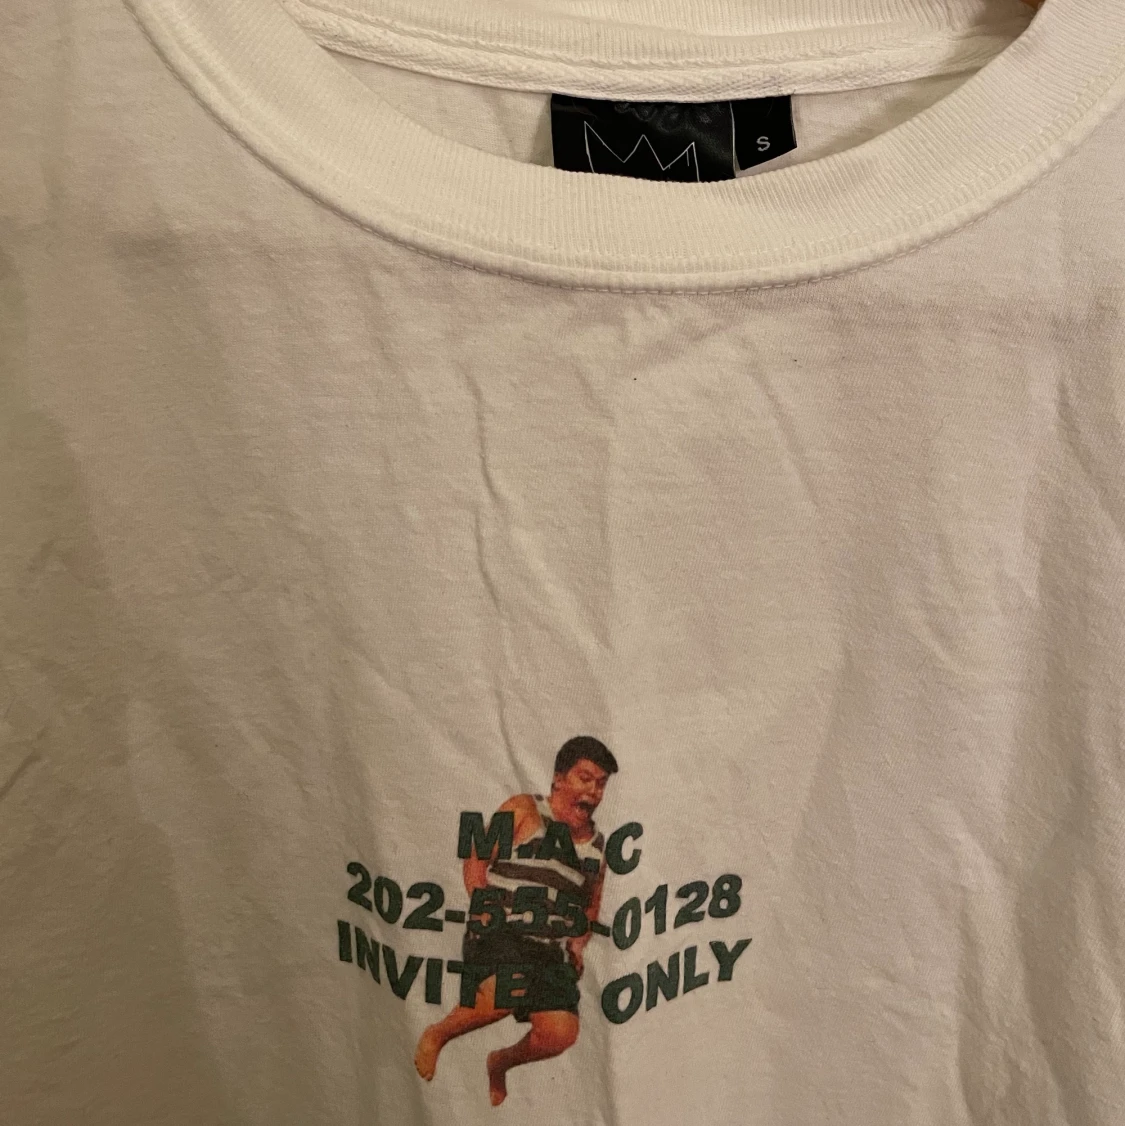 S
M.A.C
202-555-0128
INVITES ONLY